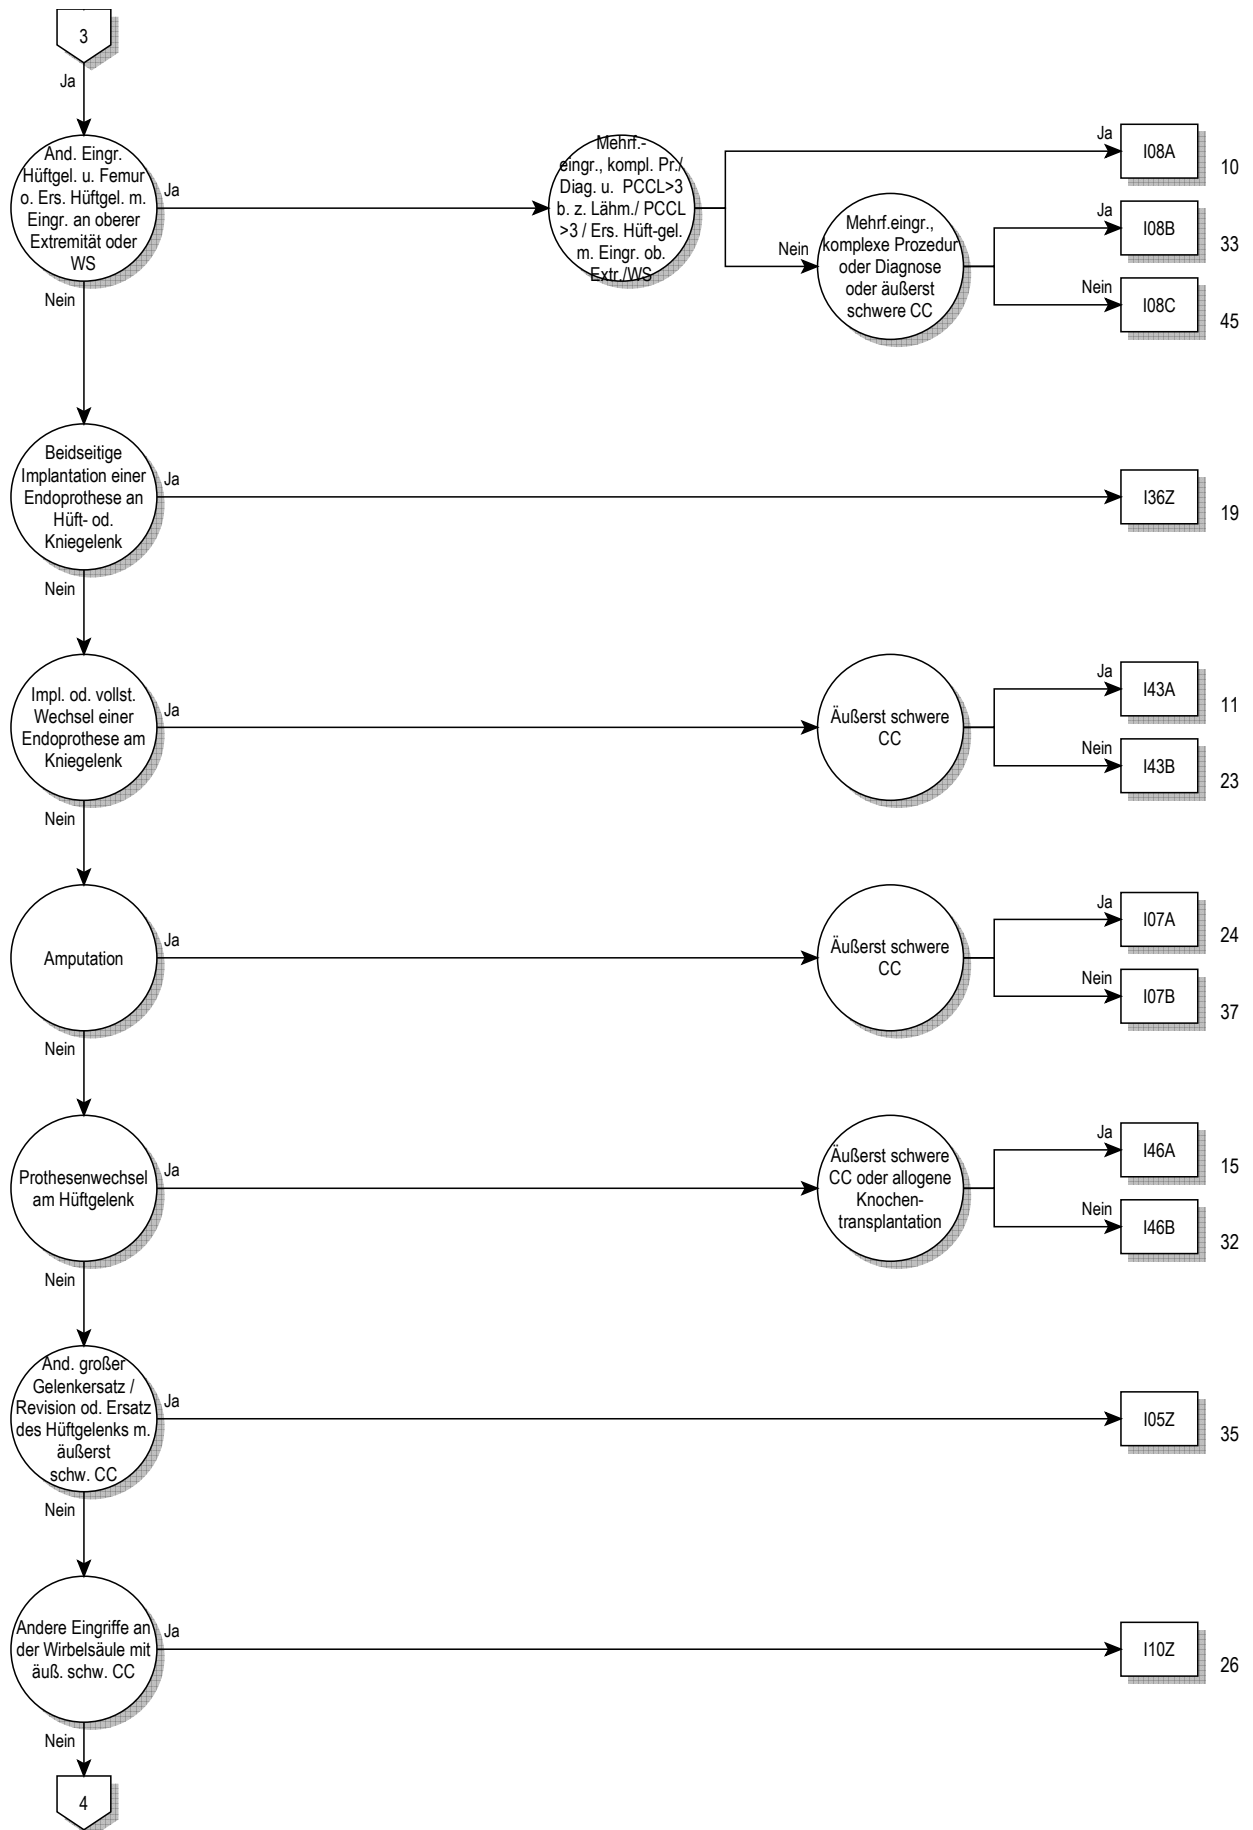 3
Ja
And. Eingr.
Hüftgel. u. Femur
o. Ers. Hüftgel. m.
Eingr. an oberer
Extremität oder
WS
Ja
Mehrf.-
eingr., kompl. Pr./
Diag. u. PCCL>3
b. z. Lähm./ PCCL
>3 / Ers. Hüft-gel.
m. Eingr. ob.
Extr./WS
Ja
I08A
10
Nein
Mehrf.eingr.,
komplexe Prozedur
oder Diagnose
oder äußerst
schwere CC
Ja
I08B
33
Nein
I08C
45
Nein
Beidseitige
Implantation einer
Endoprothese an
Hüft- od.
Kniegelenk
Ja
I36Z
19
Nein
Impl. od. vollst.
Wechsel einer
Endoprothese am
Kniegelenk
Ja
Äußerst schwere
CC
Ja
I43A
11
Nein
I43B
23
Nein
Amputation
Ja
Äußerst schwere
CC
Ja
I07A
24
Nein
I07B
37
Nein
Prothesenwechsel
am Hüftgelenk
Ja
Äußerst schwere
CC oder allogene
Knochen-
transplantation
Ja
I46A
15
Nein
I46B
32
Nein
And. großer
Gelenkersatz /
Revision od. Ersatz
des Hüftgelenks m.
äußerst
schw. CC
Ja
I05Z
35
Nein
Andere Eingriffe an
der Wirbelsäule mit
äuß. schw. CC
Ja
I10Z
26
Nein
4